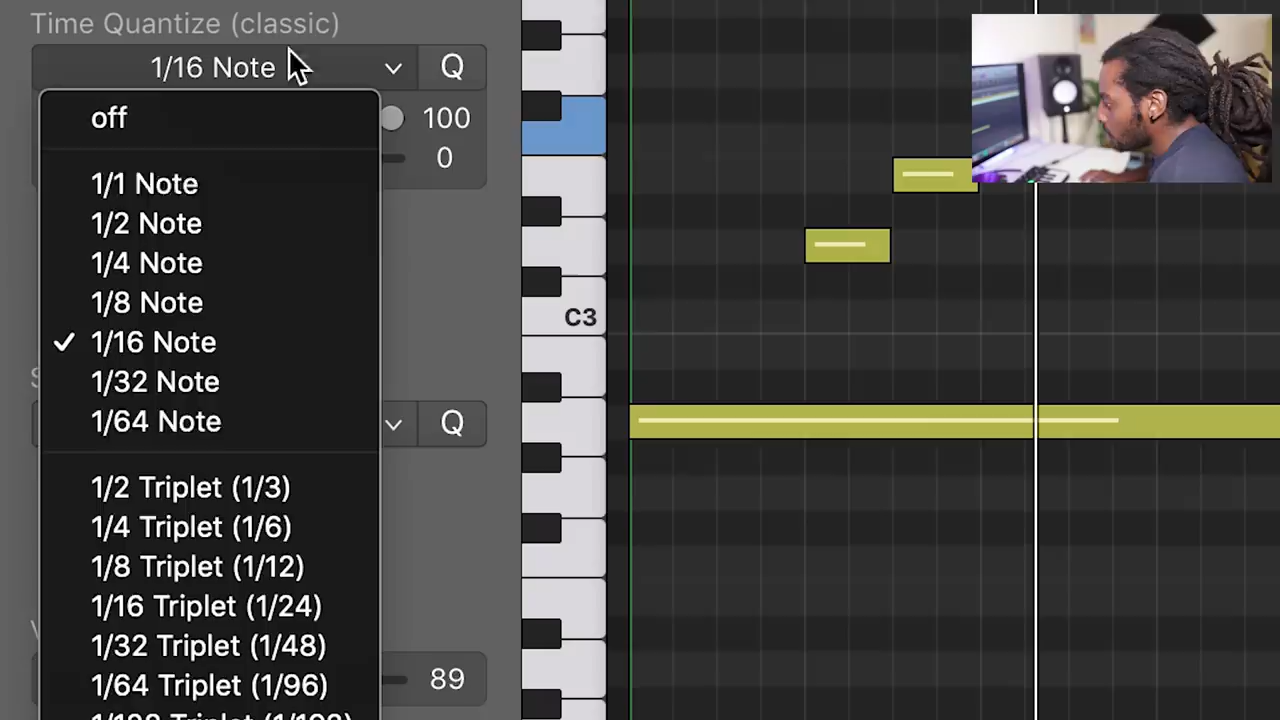 Time Quantize (classic)
1/16 Note
Q
off
100
0
1/1 Note
1/2 Note
1/4 Note
1/8 Note
C3
1/16 Note
1/32 Note
1/64 Note
Q
1/2 Triplet (1/3)
1/4 Triplet (1/6)
1/8 Triplet (1/12)
1/16 Triplet (1/24)
1/32 Triplet (1/48)
1/64 Triplet (1/96)
89